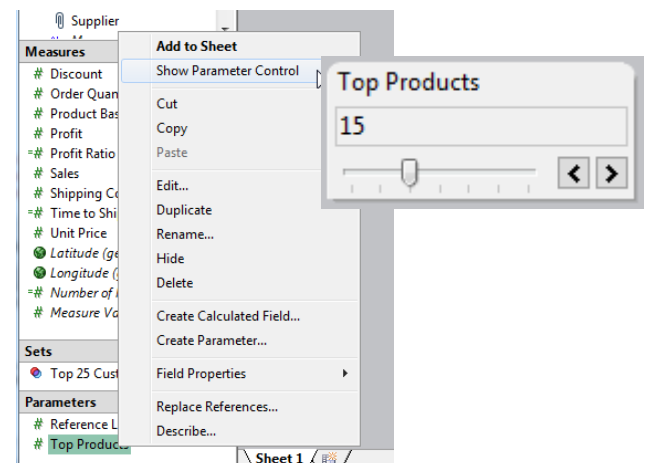 Supplier
Measures
# Discount
# Order Quan
# Product Bas
# Profit
=# Profit Ratio
# Sales
# Shipping Co
=# Time to Shi
# Unit Price
Latitude (ge
Longitude (
=# Number of
# Measure Va
Sets
Top 25 Cust
Parameters
# Reference L
# Top Products
Add to Sheet
Show Parameter Control
Cut
Copy
Paste
Edit...
Duplicate
Rename...
Hide
Delete
Create Calculated Field...
Create Parameter...
Field Properties
Replace References...
Describe...
Top Products
15
Sheet 1